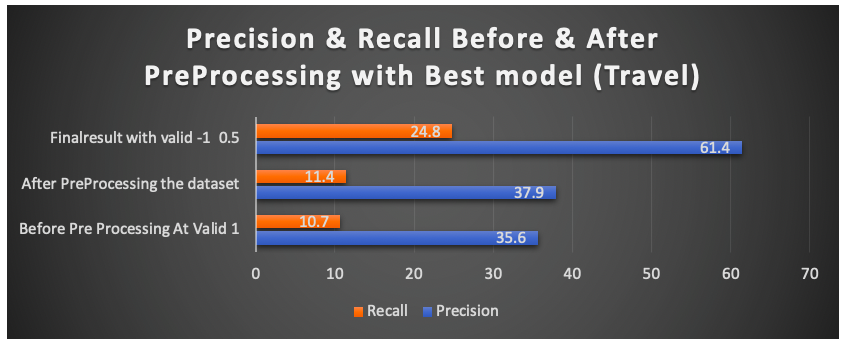 Precision & Recall Before & After
PreProcessing with Best model (Travel)
Finalresult with valid -1  0.5
24.8
61.4
After PreProcessing the dataset
11.4
37.9
Before Pre Processing At Valid 1
10.7
35.6
0 10 20 30 40 50 60 70
Recall Precision